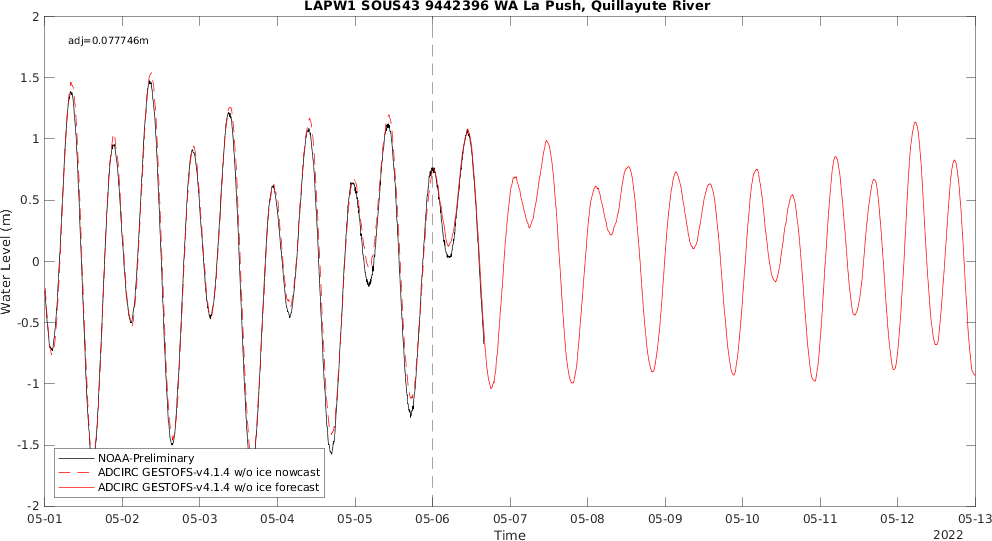 LAPW1 SOUS43 9442396 WA La Push, Quillayute River
adj=0.077746m
2
1.5
1
0.5
0
-0.5
-1
-1.5
-2
Water Level (m)
NOAA-Preliminary
ADCIRC GESTOFS-v4.1.4 w/o ice nowcast
ADCIRC GESTOFS-v4.1.4 w/o ice forecast
05-01 05-02 05-03 05-04 05-05 05-06 05-07 05-08 05-09 05-10 05-11 05-12 05-13
Time
2022